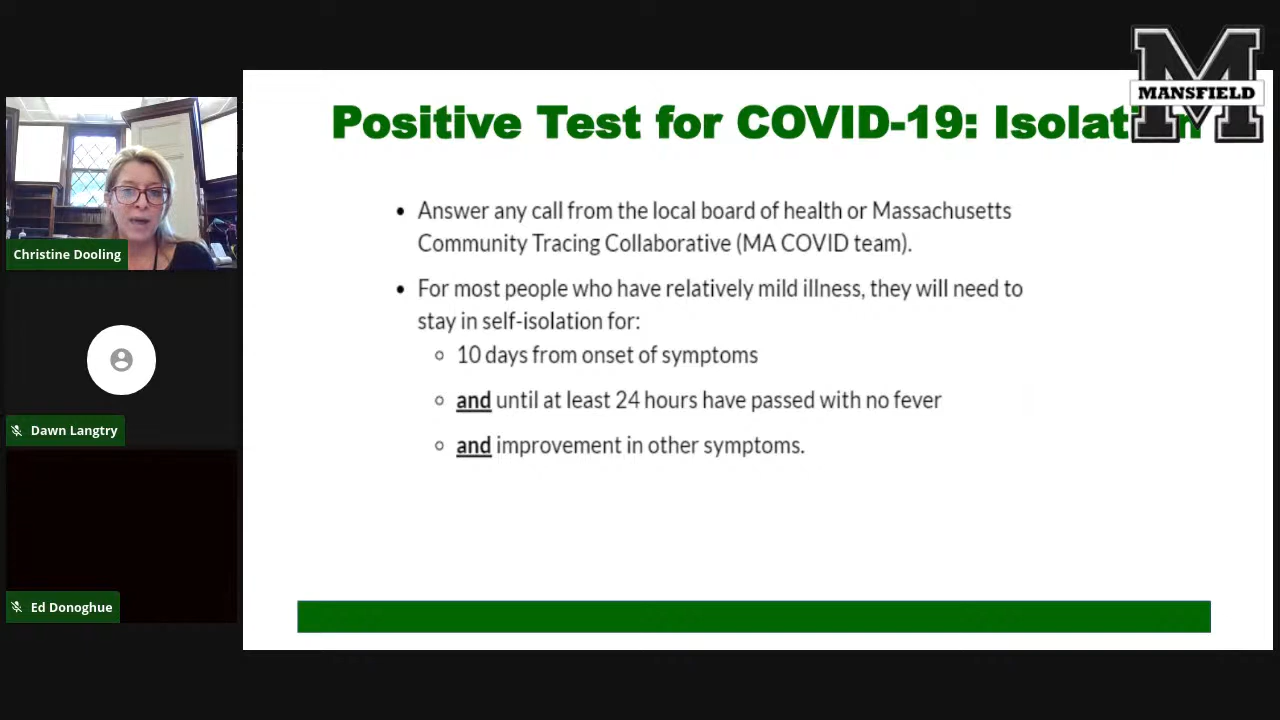 Positive Test for COVID-19: Isolat
MANSFIELD
Answer any call from the local board of health or Massachusetts
Community Tracing Collaborative (MA COVID team).
For most people who have relatively mild illness, they will need to
stay in self-isolation for:
10 days from onset of symptoms
and until at least 24 hours have passed with no fever
and improvement in other symptoms.
Christine Dooling
Dawn Langtry
Ed Donoghue